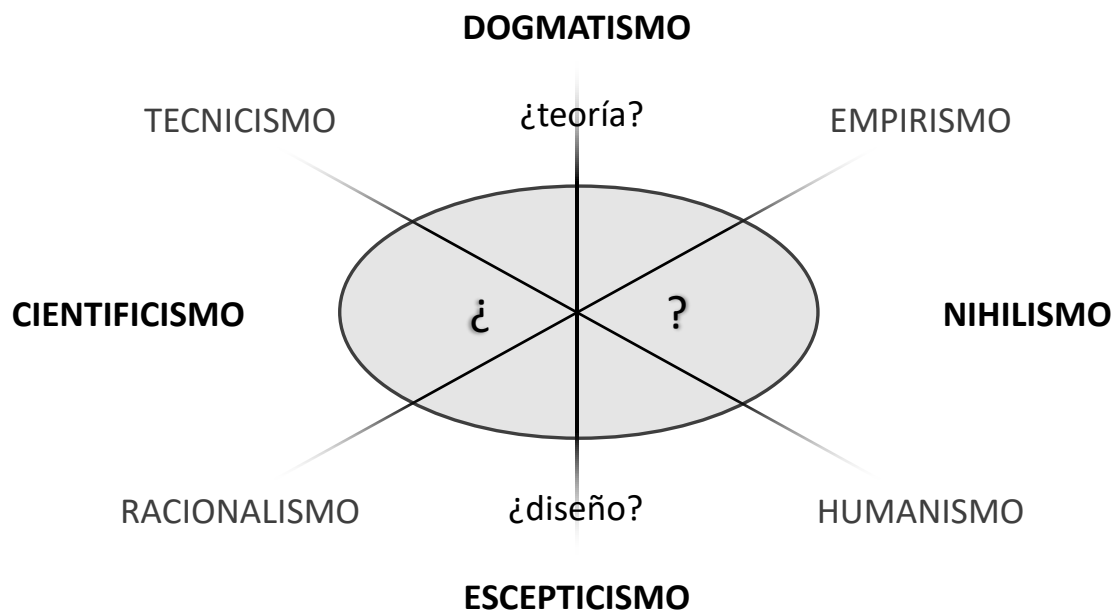 DOGMATISMO
TECNICISMO
¿teoría?
EMPIRISMO
CIENTIFICISMO
¿
?
NIHILISMO
RACIONALISMO
¿diseño?
HUMANISMO
ESCEPTICISMO